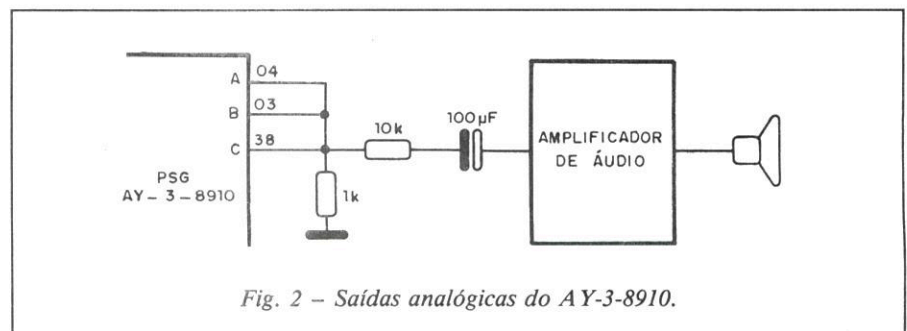 A 04
B 03
C 38
PSG
AY-3-8910
1k
10k
100µF
AMPLIFICADOR
DE ÁUDIO
Fig. 2 – Saídas analógicas do AY-3-8910.